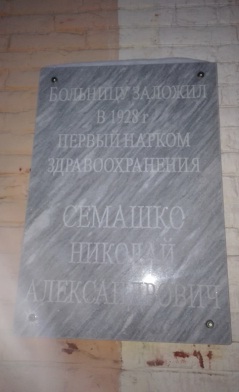 БОЛЬНИЦУ ЗАЛОЖИЛ
В 1928 г
ПЕРВЫЙ НАРКОМ
ЗДРАВООХРАНЕНИЯ
СЕМАШКО
НИКОЛАЙ
АЛЕКСАНДРОВИЧ